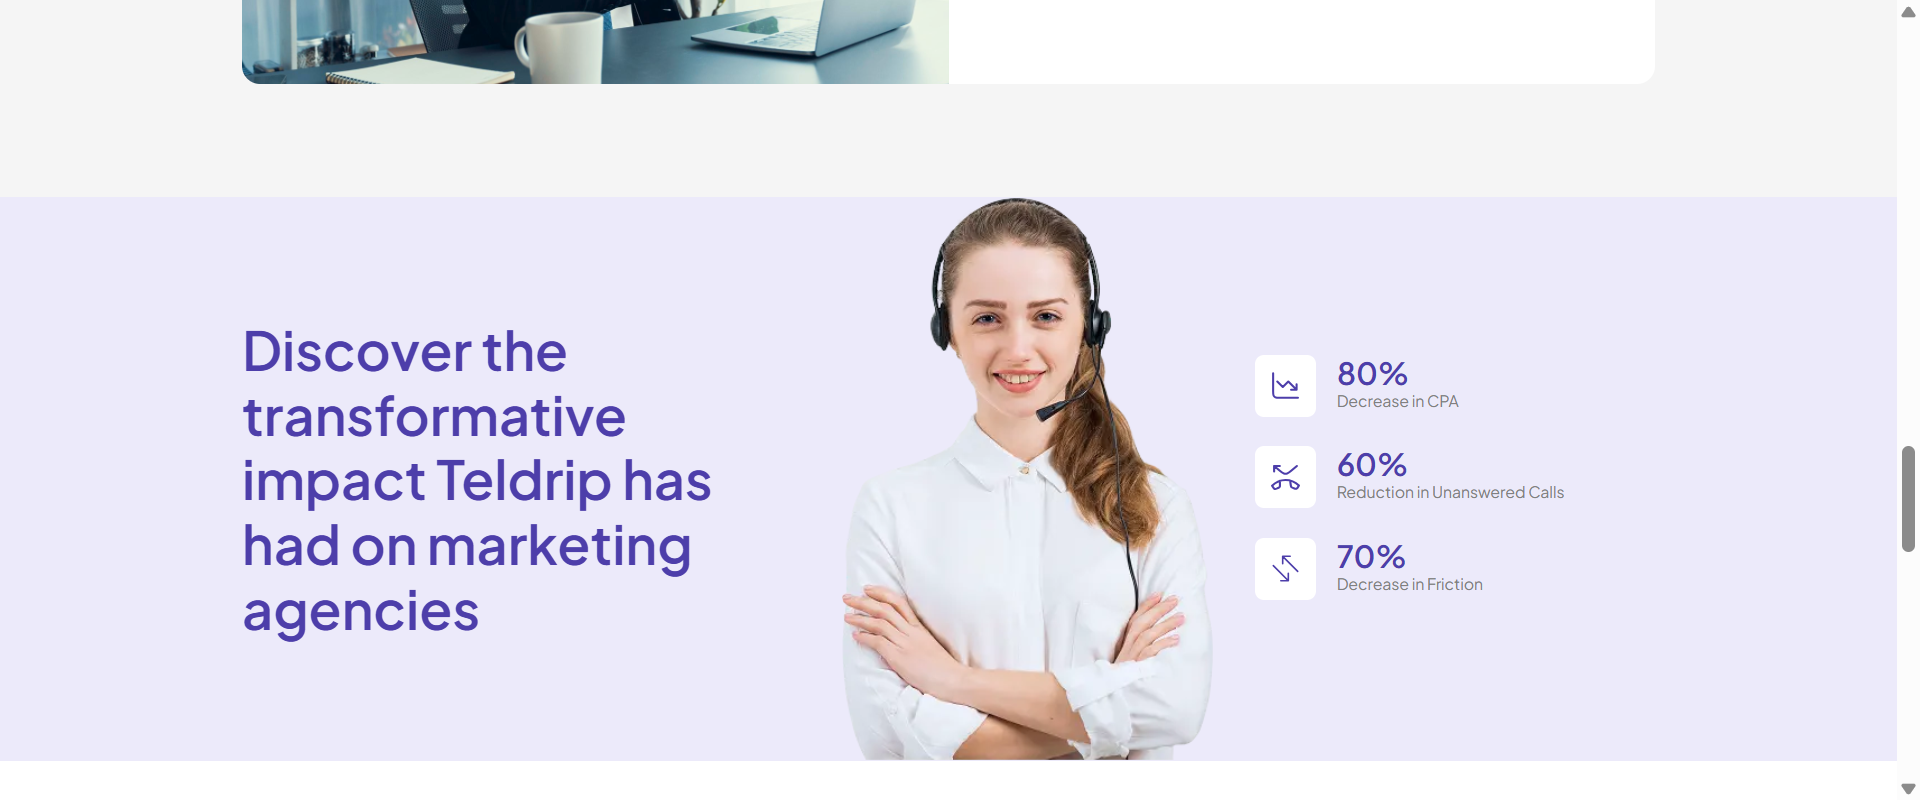 Discover the
transformative
impact Teldrip has
had on marketing
agencies
80%
Decrease in CPA
60%
Reduction in Unanswered Calls
70%
Decrease in Friction